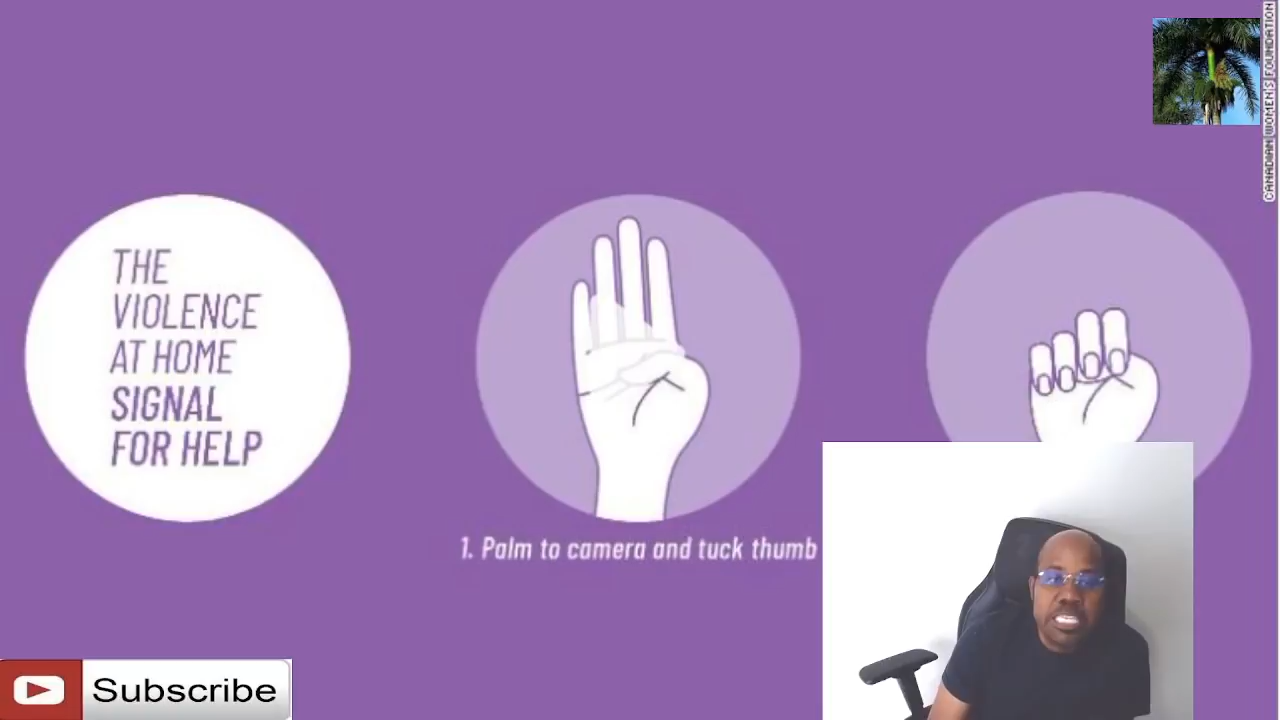 THE
VIOLENCE
AT HOME
SIGNAL
FOR HELP
1. Palm to camera and tuck thumb
CANADIAN WOMEN'S FOUNDATION
Subscribe